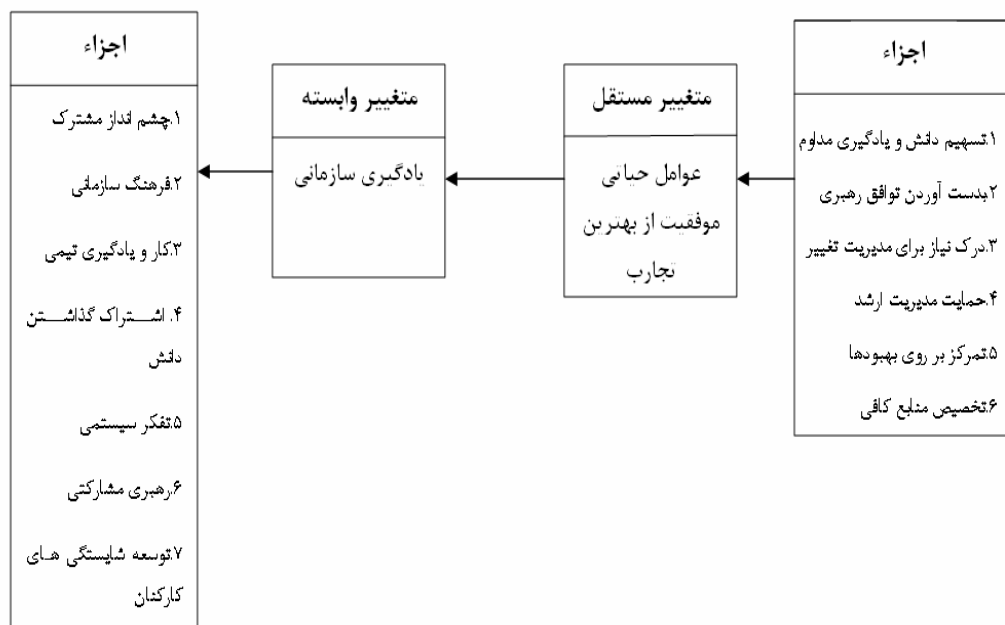 اجزاء
۱.تسهیم دانش و یادگیری مداوم
۲.بدست آوردن توافق رهبری
۳.درک نیاز برای مدیریت تغییر
۴.حمایت مدیریت ارشد
۵.تمرکز بر روی بهبودها
۶.تخصیص منابع کافی
متغییر مستقل
عوامل حیاتی
موفقیت از بهترین
تجارب
متغییر وابسته
یادگیری سازمانی
اجزاء
۱.چشم انداز مشترک
۲.فرهنگ سازمانی
۳.کار و یادگیری تیمی
۴. اشتراک گذاشتن
دانش
۵.تفکر سیستمی
۶.رهبری مشارکتی
۷.توسعه شایستگی های
کارکنان